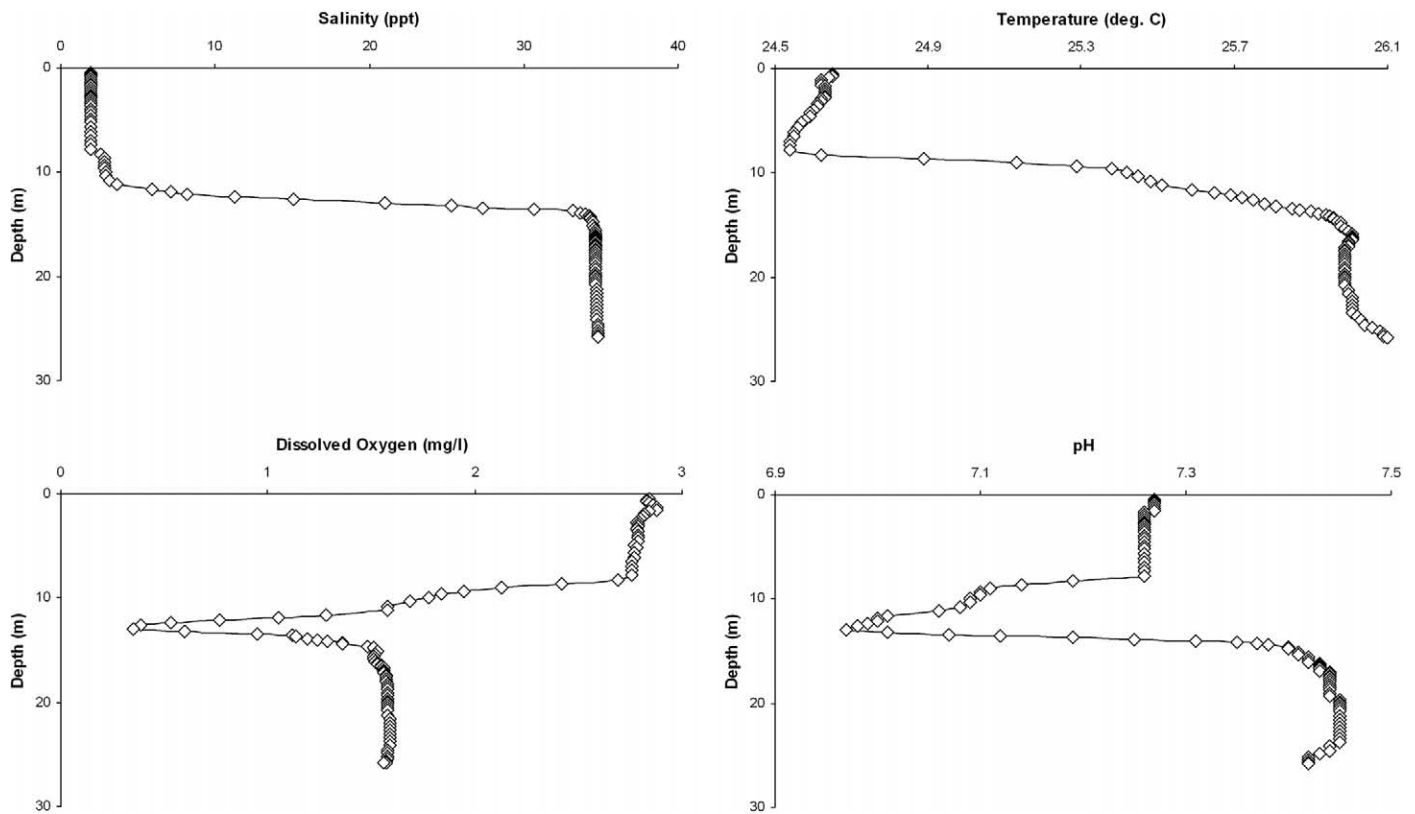 Salinity (ppt)
0 10 20 30 40
0
10
20
30
Depth (m)
Temperature (deg. C)
24.5 24.9 25.3 25.7 26.1
0
10
20
30
Depth (m)
Dissolved Oxygen (mg/l)
0 1 2 3
0
10
20
30
Depth (m)
pH
6.9 7.1 7.3 7.5
0
10
20
30
Depth (m)